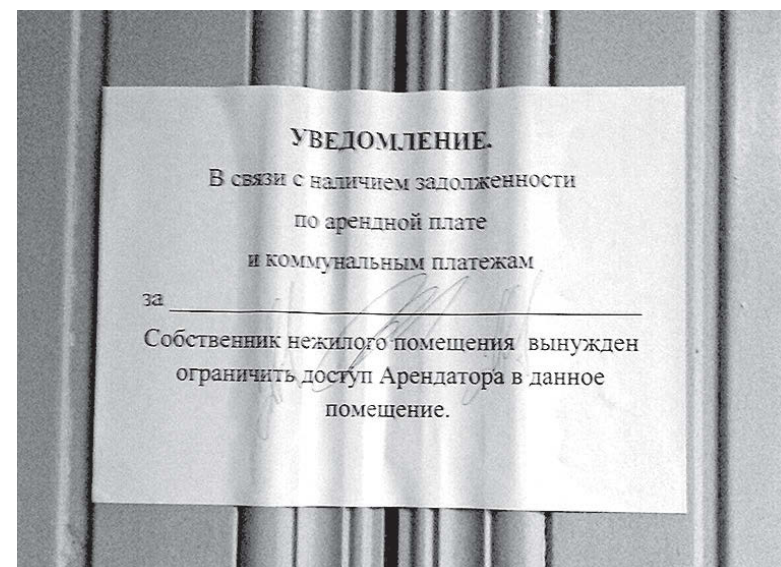 УВЕДОМЛЕНИЕ.
В связи с наличием задолженности
по арендной плате
и коммунальным платежам
за
Собственник нежилого помещения вынужден
ограничить доступ Арендатора в данное
помещение.